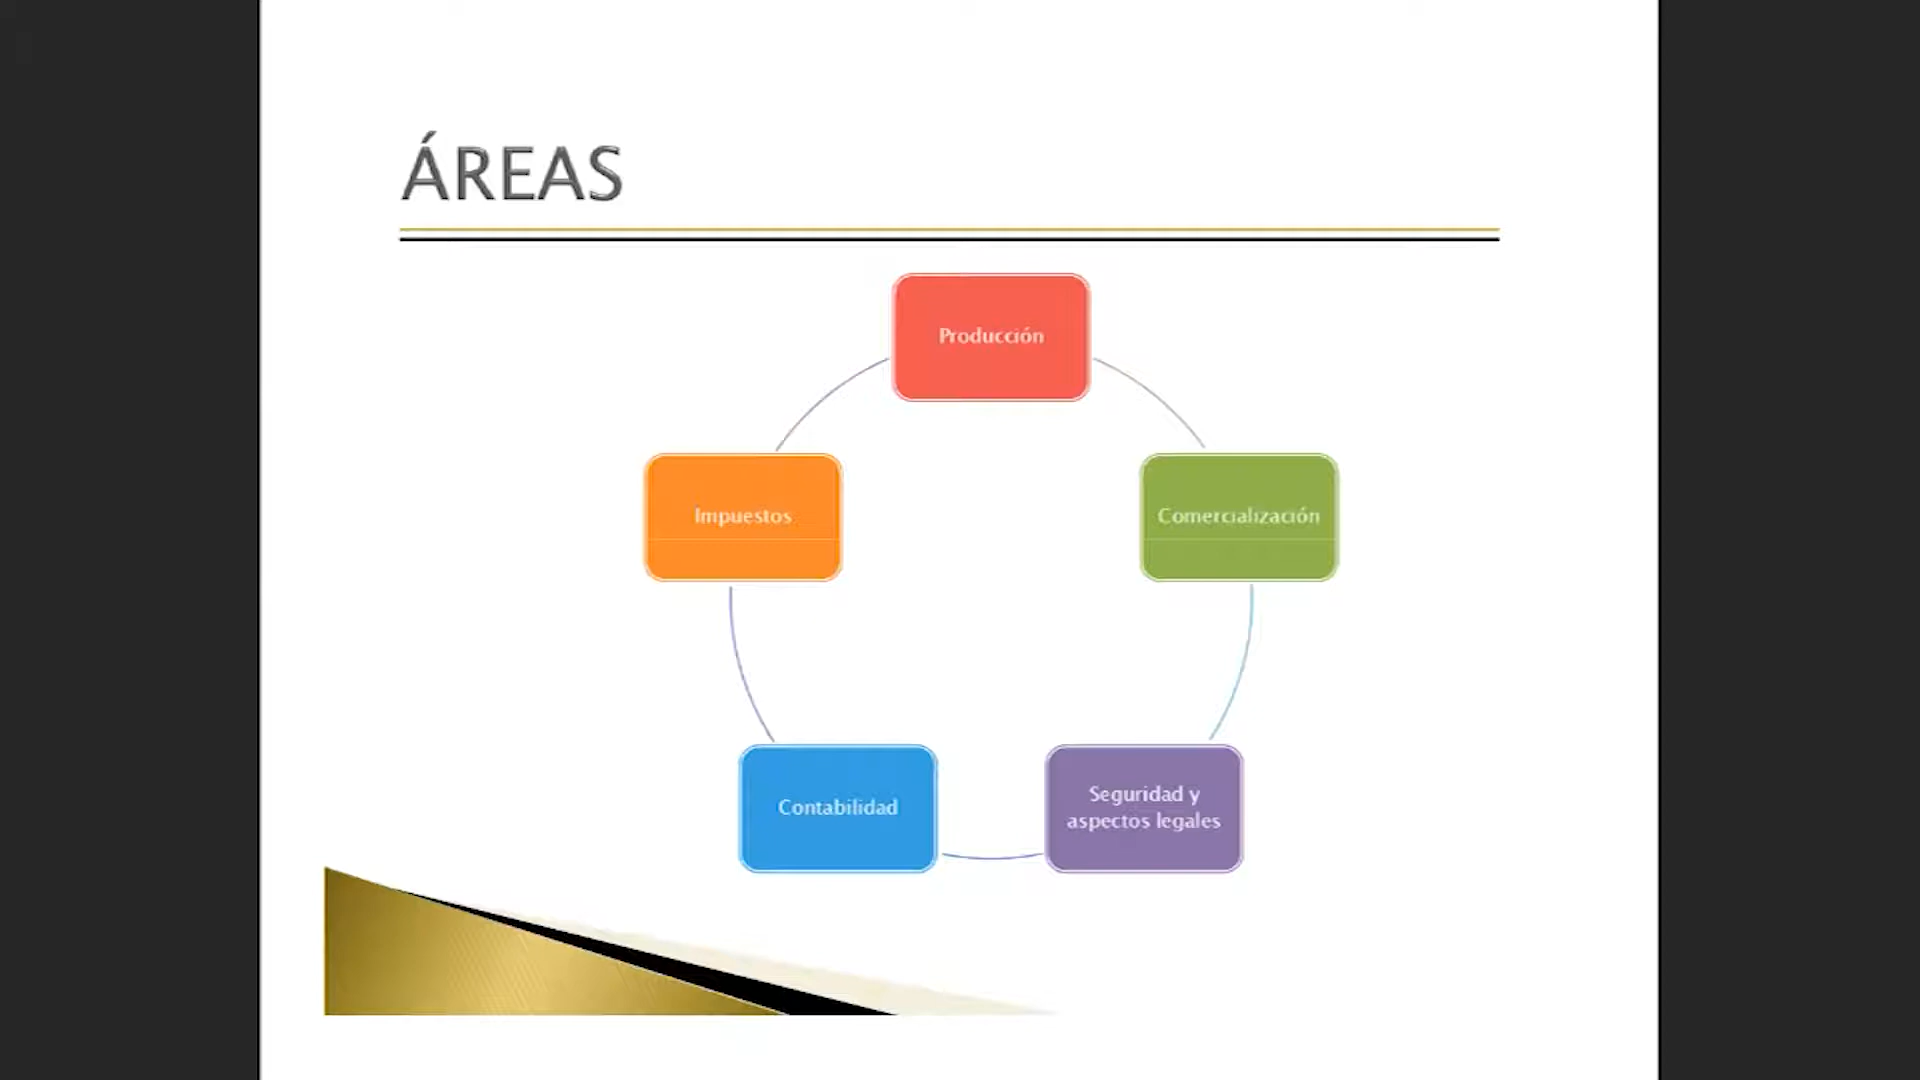 ÁREAS
Producción
Impuestos
Comercialización
Contabilidad
Seguridad y
aspectos legales